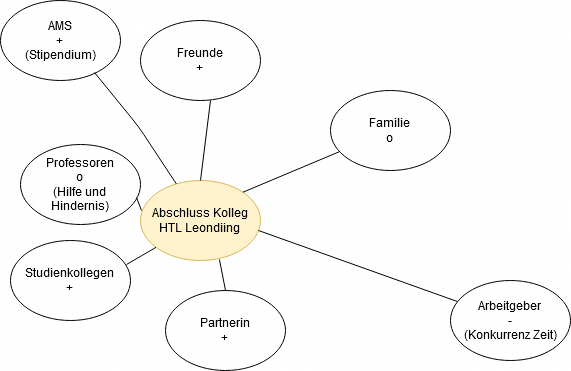 AMS
+
(Stipendium)
Freunde
+
Familie
o
Professoren
o
(Hilfe und
Hindernis)
Abschluss Kolleg
HTL Leondiing
Studienkollegen
+
Partnerin
+
Arbeitgeber
-
(Konkurrenz Zeit)